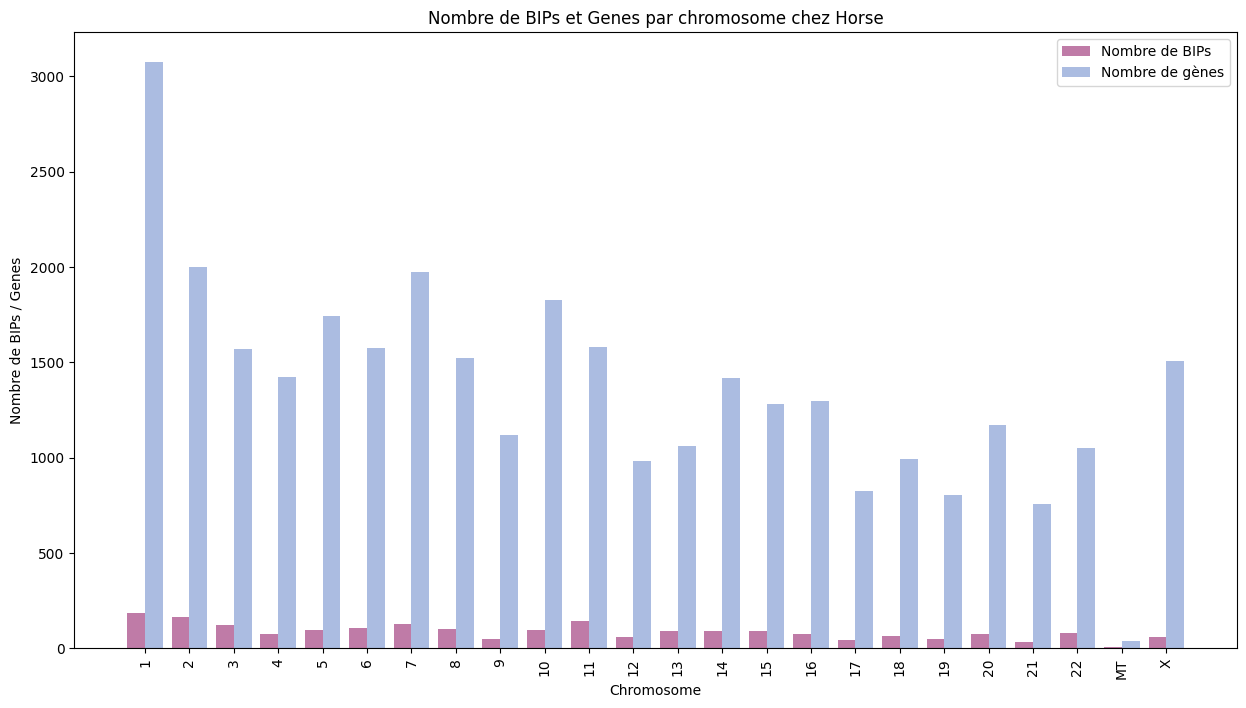 Nombre de BIPs et Genes par chromosome chez Horse
Nombre de BIPs
Nombre de gènes
Nombre de BIPs / Genes
3000
2500
2000
1500
1000
500
0
1 2 3 4 5 6 7 8 9 10 11 12 13 14 15 16 17 18 19 20 21 22 MT X
Chromosome